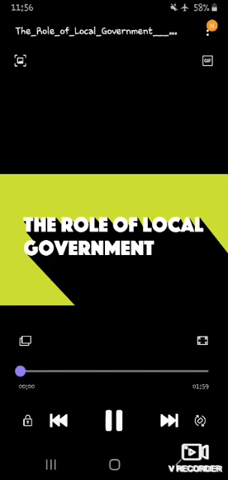 11:56
58%
The_Role_of_Local_Government___...
N
GIF
THE ROLE OF LOCAL
GOVERNMENT
00:00
01:59
V RECORDER